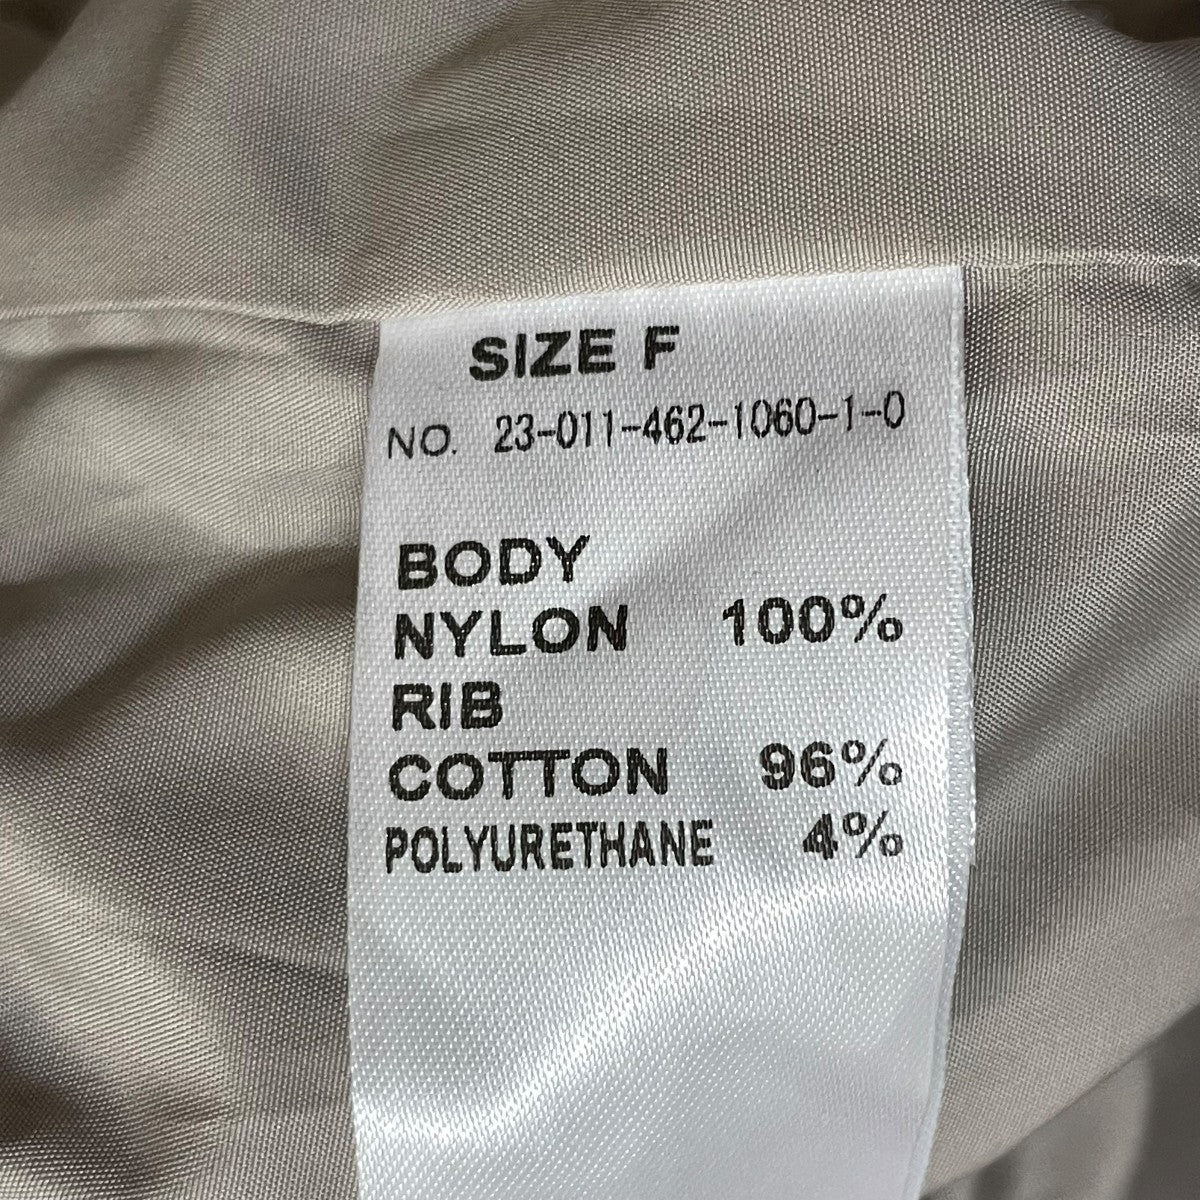 SIZE F
NO. 23-011-462-1060-1-0
BODY
NYLON 100%
RIB
COTTON 96%
POLYURETHANE 4%